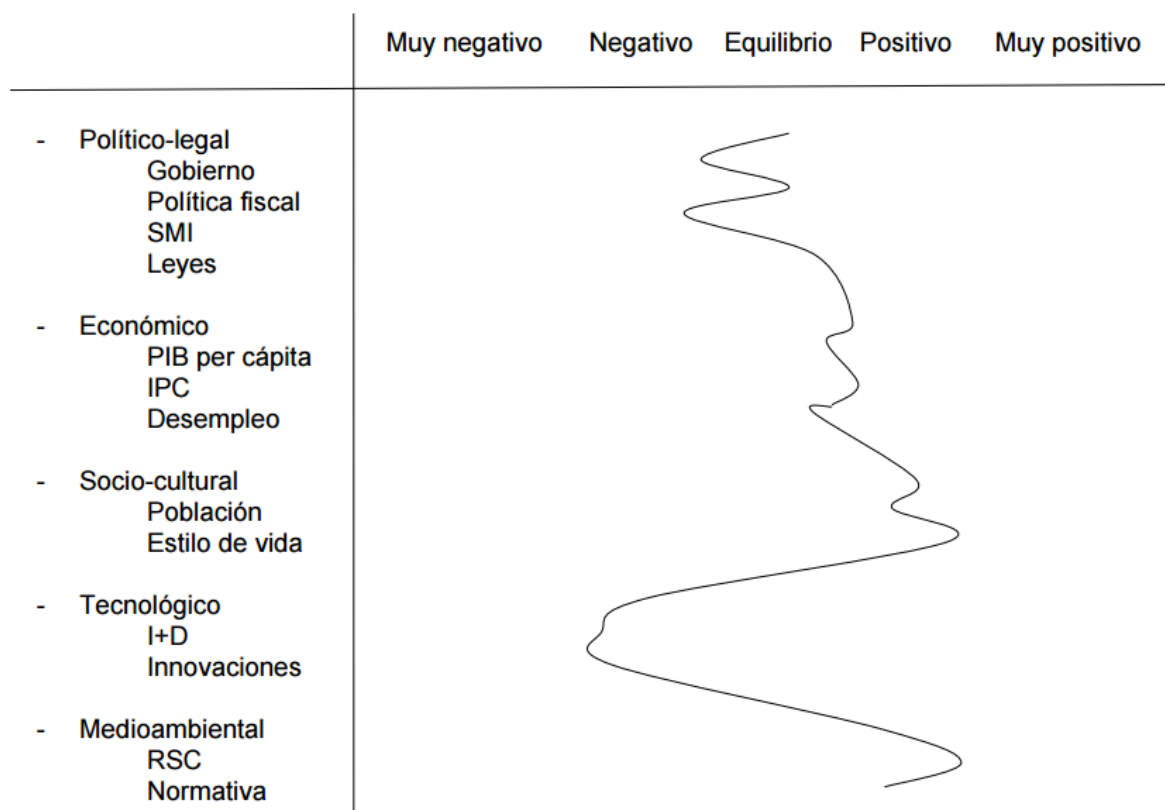 Muy negativo Negativo Equilibrio Positivo Muy positivo
- Político-legal
Gobierno
Política fiscal
SMI
Leyes
- Económico
PIB per cápita
IPC
Desempleo
- Socio-cultural
Población
Estilo de vida
- Tecnológico
I+D
Innovaciones
- Medioambiental
RSC
Normativa